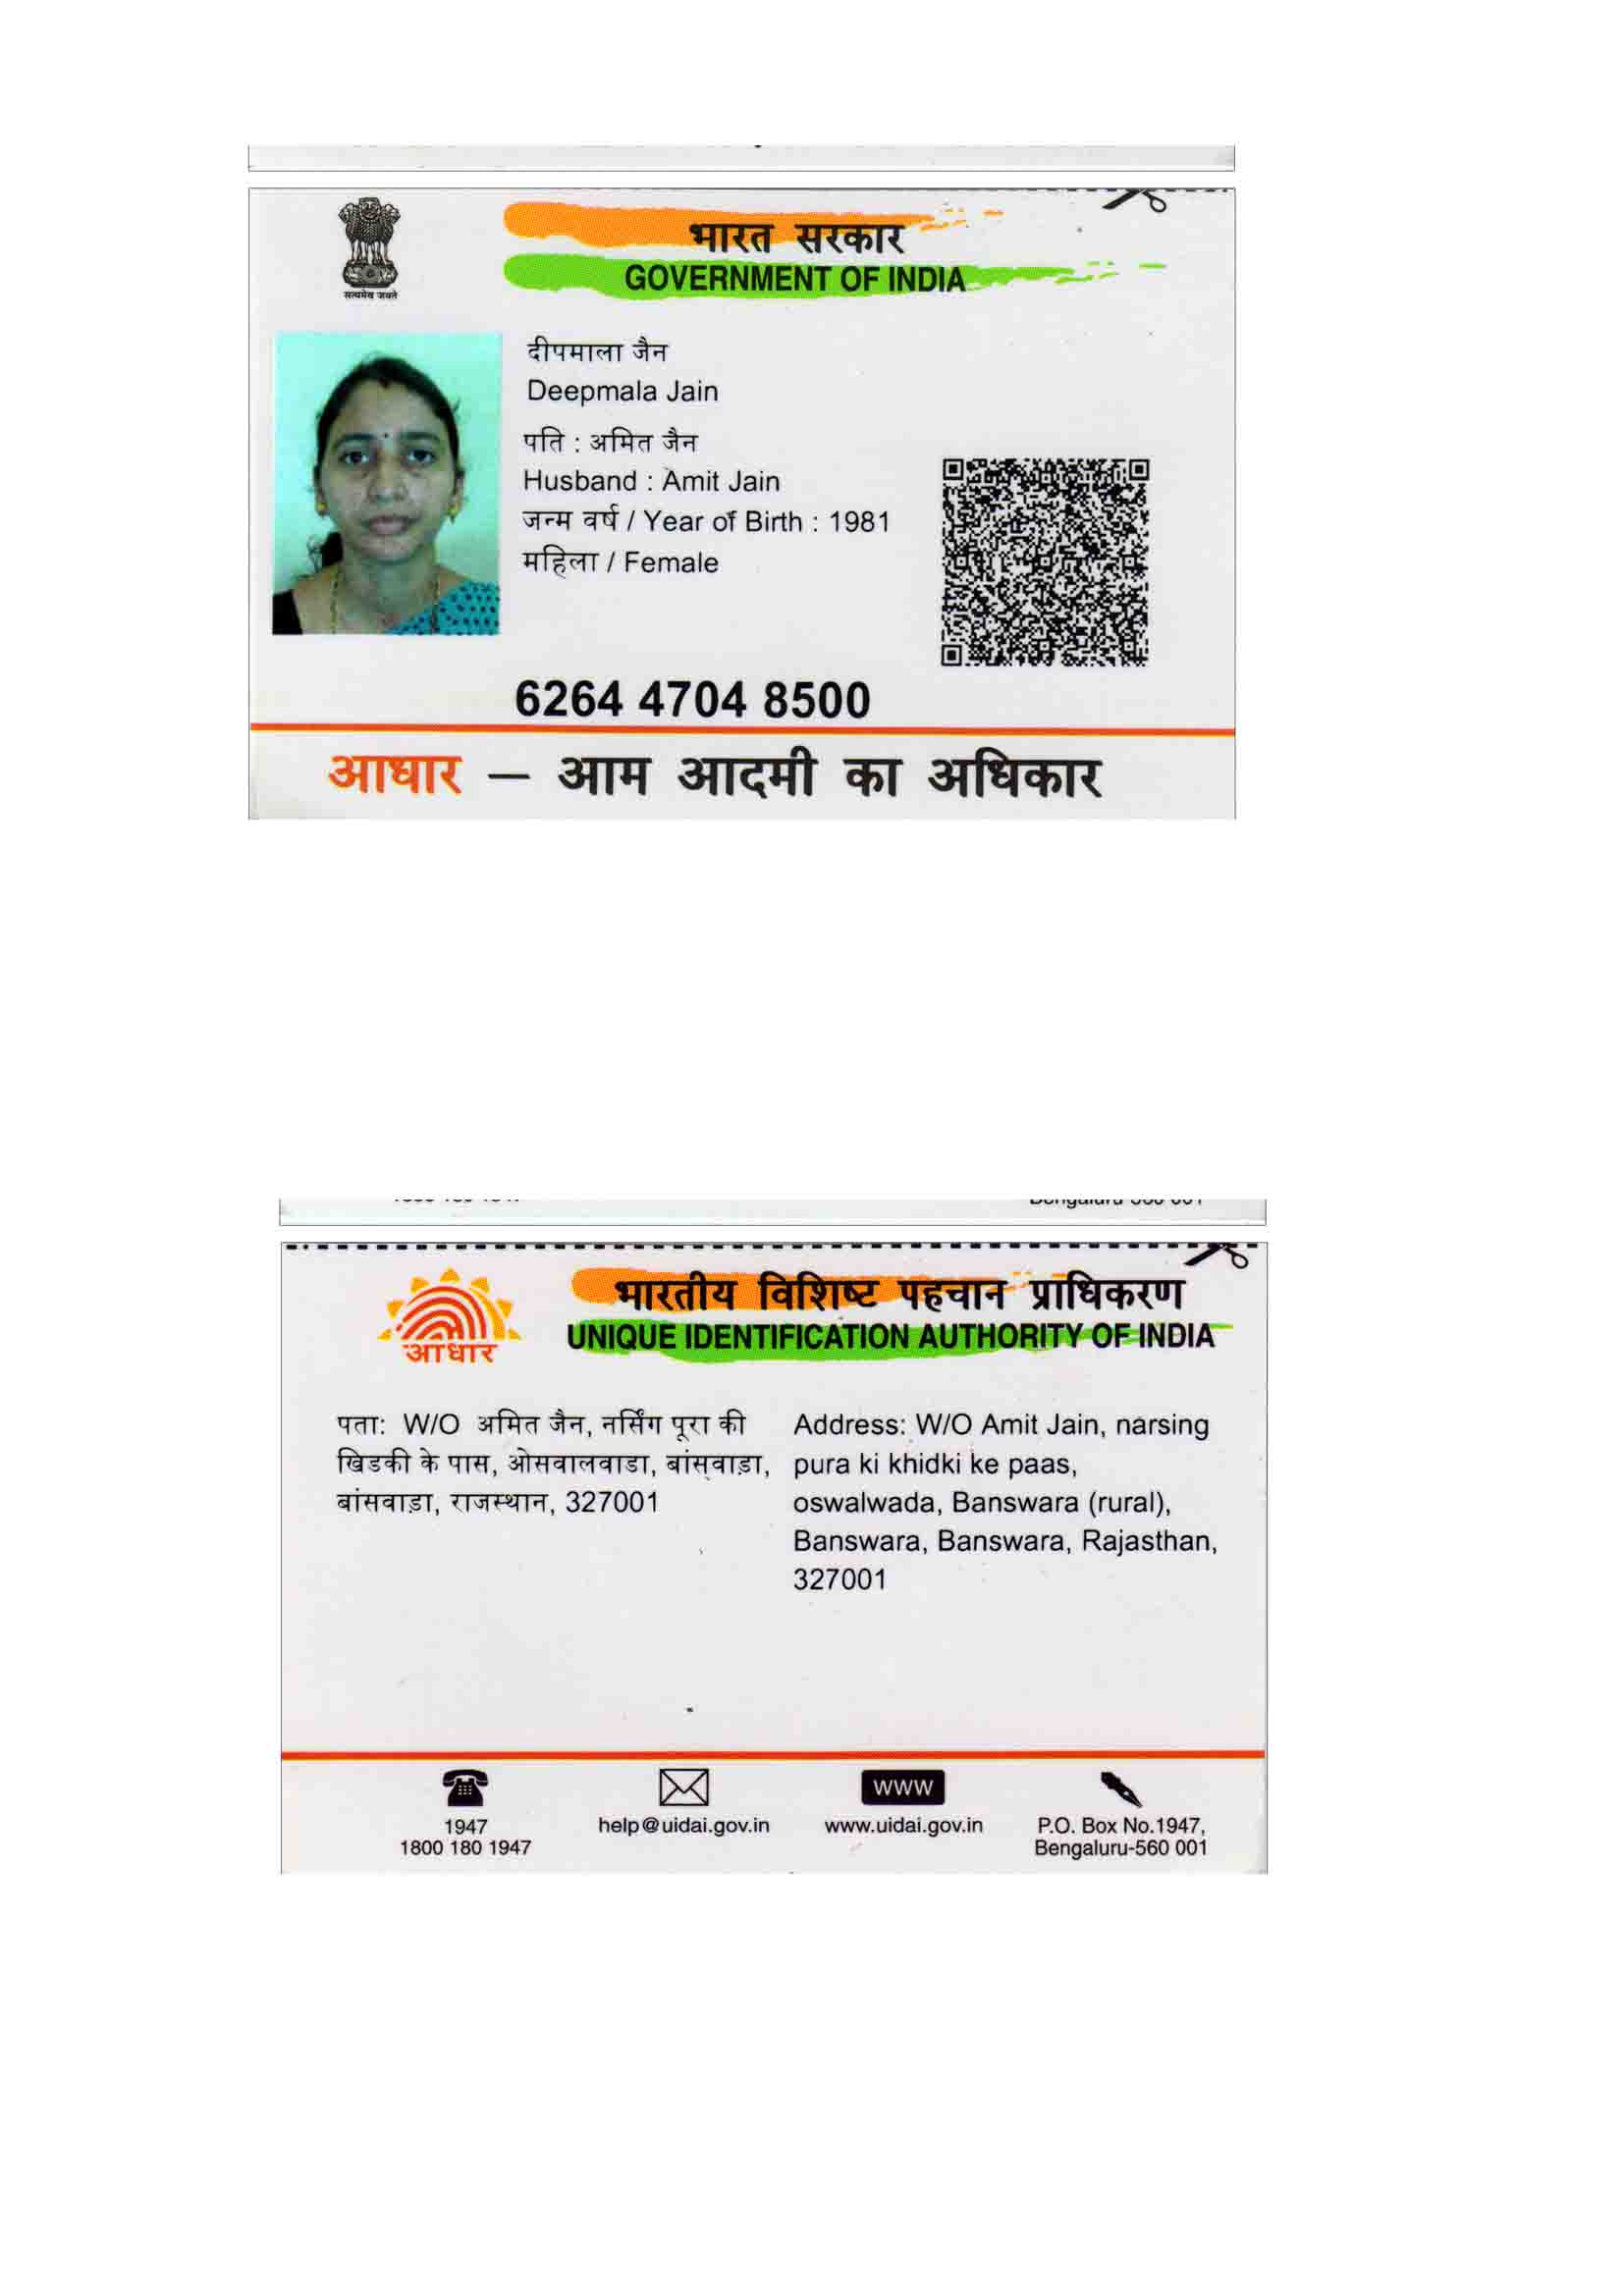 सत्यमेव जयते
भारत सरकार
GOVERNMENT OF INDIA
दीपमाला जैन
Deepmala Jain
पति : अमित जैन
Husband : Amit Jain
जन्म वर्ष / Year of Birth : 1981
महिला / Female
6264 4704 8500
आधार – आम आदमी का अधिकार
Bengaluru-560 001
आधार
भारतीय विशिष्ट पहचान प्राधिकरण
UNIQUE IDENTIFICATION AUTHORITY OF INDIA
पता: W/O अमित जैन, नर्सिंग पूरा की
खिडकी के पास, ओसवालवाडा, बांसवाड़ा,
बांसवाड़ा, राजस्थान, 327001
Address: W/O Amit Jain, narsing
pura ki khidki ke paas,
oswalwada, Banswara (rural),
Banswara, Banswara, Rajasthan,
327001
WWW
1947
1800 180 1947
help@uidai.gov.in
www.uidai.gov.in
P.O. Box No.1947,
Bengaluru-560 001